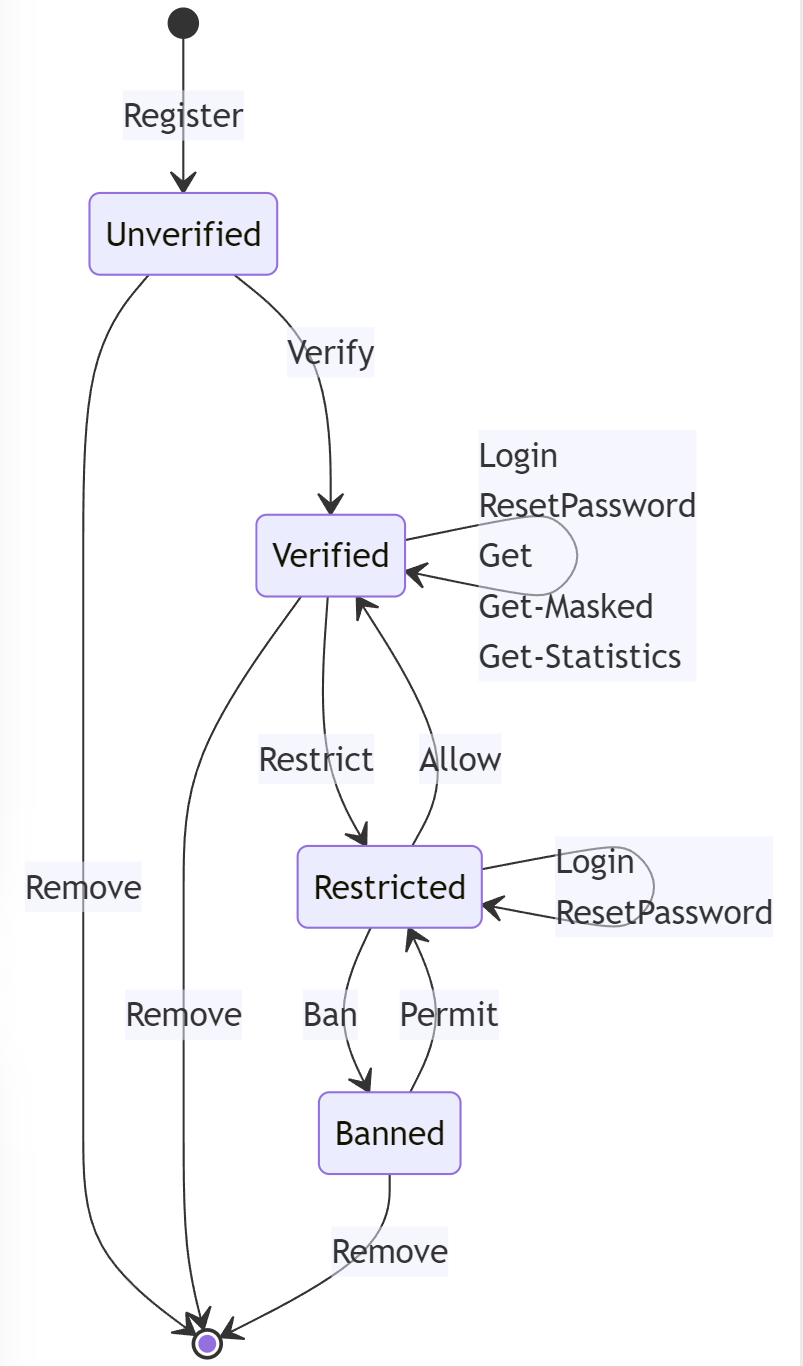 Register
Unverified
Verify
Login
ResetPassword
Get
Get-Masked
Get-Statistics
Verified
Restrict
Allow
Login
ResetPassword
Restricted
Remove
Remove
Ban
Permit
Banned
Remove